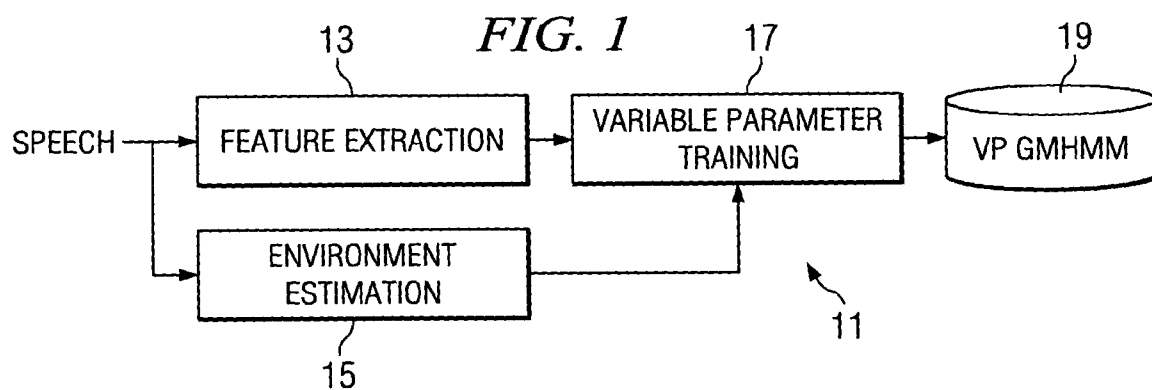 FIG. 1
13
17
19
SPEECH
FEATURE EXTRACTION
VARIABLE PARAMETER
TRAINING
VP GMHMM
ENVIRONMENT
ESTIMATION
15
11